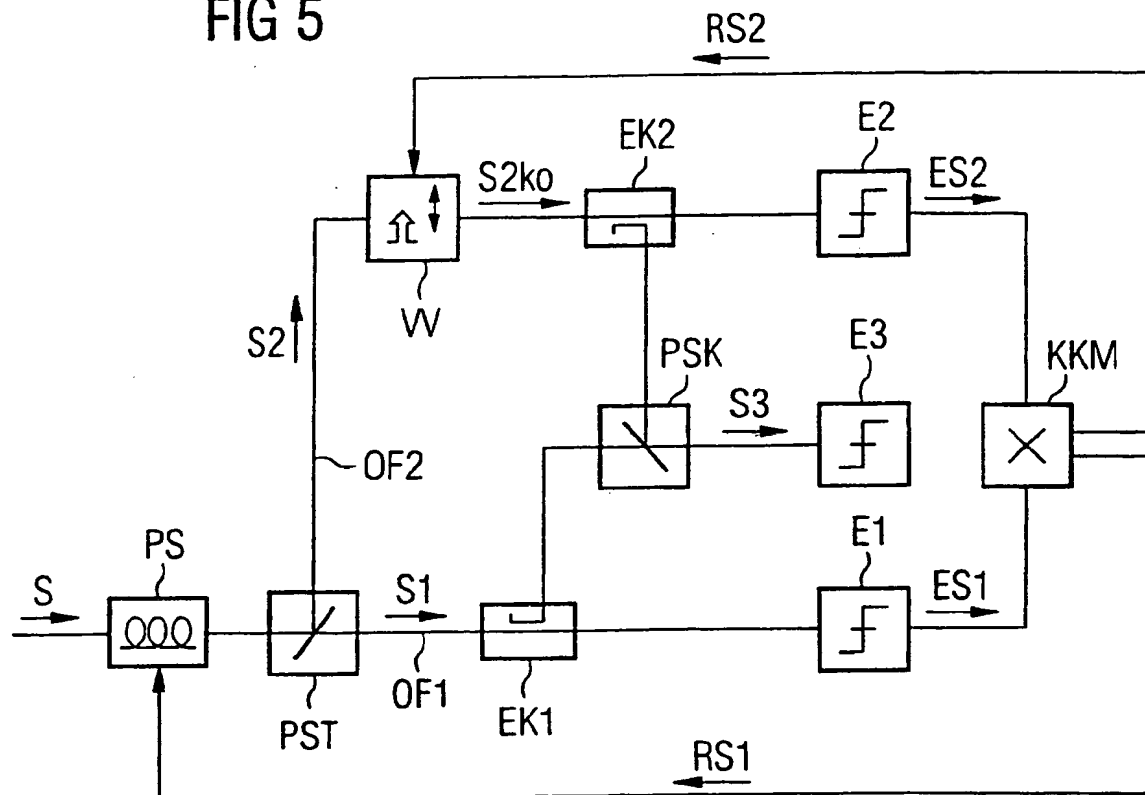 FIG 5
RS2
E2
EK2
S2ko
ES2
VV
S2
E3
PSK
KKM
S3
OF2
PS
E1
S
S1
ES1
OF1
EK1
PST
RS1